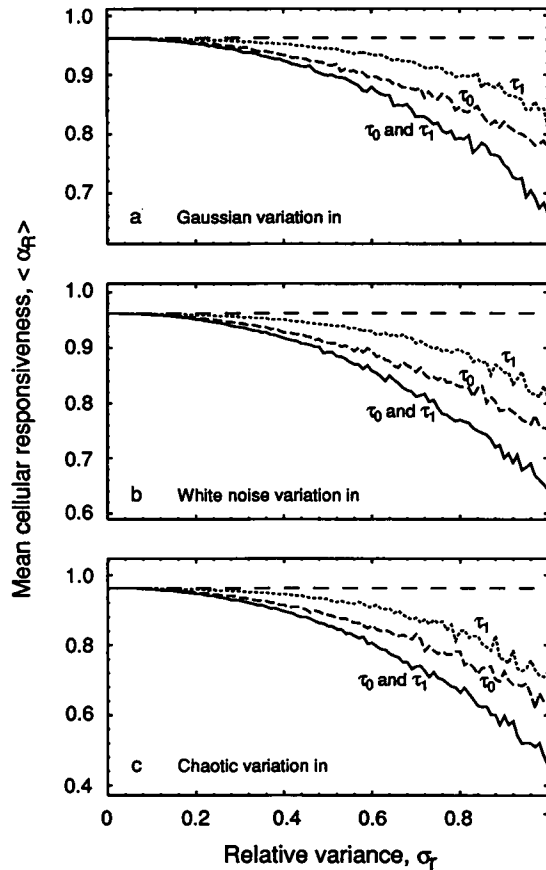 Mean cellular responsiveness, < α_R >
1.0
0.9
0.8
0.7
τ₁
τ₀
τ₀ and τ₁
a Gaussian variation in
1.0
0.9
0.8
0.7
0.6
τ₁
τ₀
τ₀ and τ₁
b White noise variation in
1.0
0.8
0.6
0.4
τ₁
τ₀
τ₀ and τ₁
c Chaotic variation in
0 0.2 0.4 0.6 0.8 1
Relative variance, σ_r